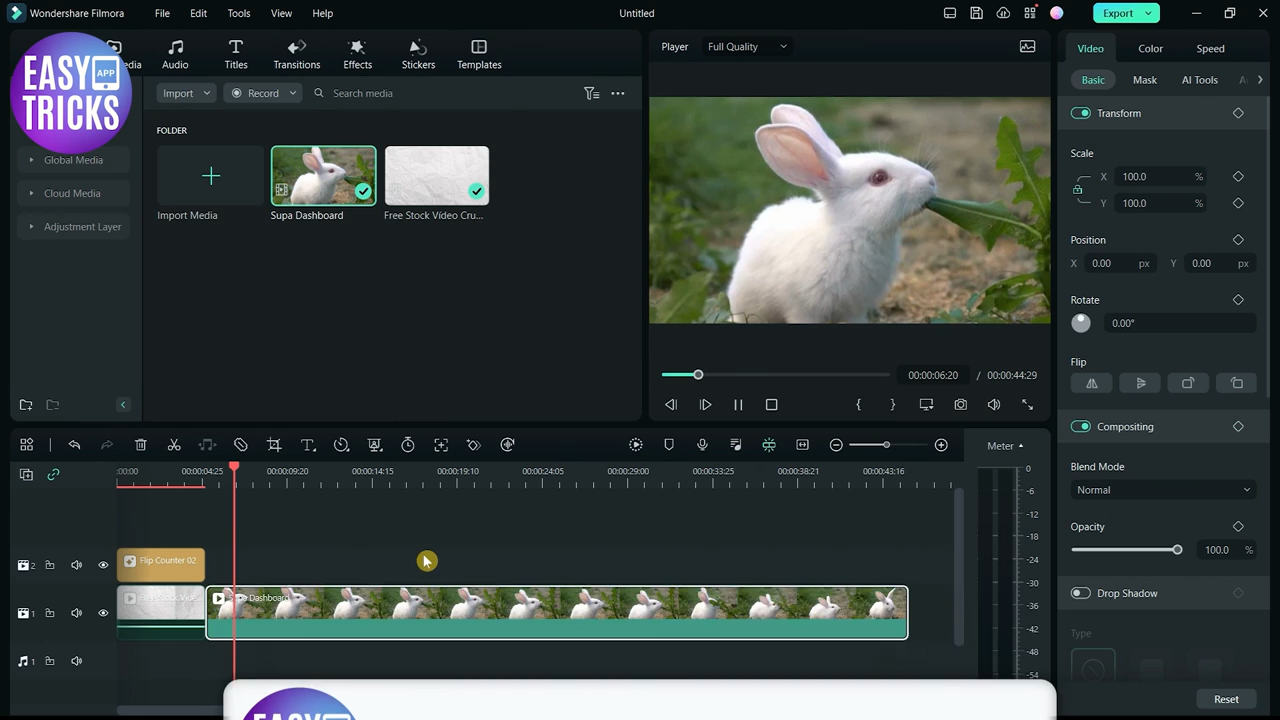 Wondershare Filmora File Edit Tools View Help Untitled Export
EASY
APP
TRICKS
Audio Titles Transitions Effects Stickers Templates
Import Record Search media
FOLDER
Import Media Supa Dashboard Free Stock Vídeo Cru...
Global Media
Cloud Media
Adjustment Layer
Player Full Quality
00:00:06:20 / 00:00:44:29
Video Color Speed
Basic Mask AI Tools
Transform
Scale
X 100.0 %
Y 100.0 %
Position
X 0.00 px Y 0.00 px
Rotate
0.00°
Flip
Compositing
Blend Mode
Normal
Opacity
100.0 %
Drop Shadow
Type
Reset
Meter
:00:00 00:00:04:25 00:00:09:20 00:00:14:15 00:00:19:10 00:00:24:05 00:00:29:00 00:00:33:25 00:00:38:21 00:00:43:16
2 Flip Counter 02
1 Supa Dashboard
1
0
-6
-12
-18
-24
-30
-36
-42
-48
-54
EASY